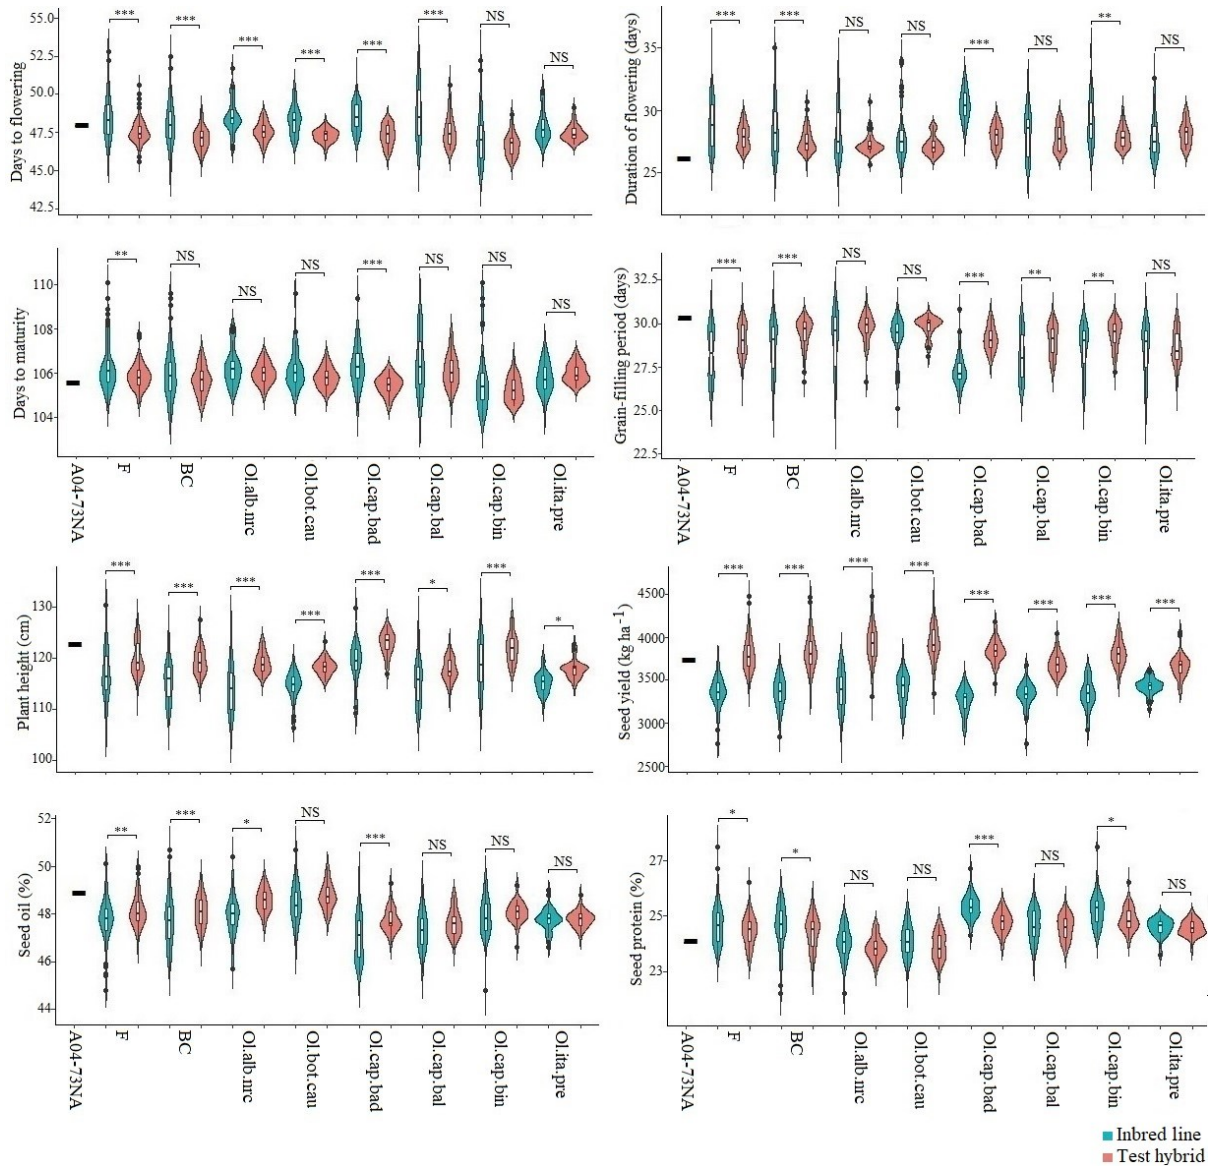 Days to flowering
55.0
52.5
50.0
47.5
45.0
42.5
*** *** *** *** *** *** NS NS
Duration of flowering (days)
35
30
25
*** *** NS NS *** NS ** NS
Days to maturity
110
108
106
104
** NS NS NS *** NS NS NS
Grain-filling period (days)
32.5
30.0
27.5
25.0
22.5
*** *** NS NS *** ** ** NS
A04-73NA
F
BC
Ol.alb.nrc
Ol.bot.cau
Ol.cap.bad
Ol.cap.bal
Ol.cap.bin
Ol.ita.pre
A04-73NA
F
BC
Ol.alb.nrc
Ol.bot.cau
Ol.cap.bad
Ol.cap.bal
Ol.cap.bin
Ol.ita.pre
Plant height (cm)
130
120
110
100
*** *** *** *** *** * *** *
Seed yield (kg ha⁻¹)
4500
4000
3500
3000
2500
*** *** *** *** *** *** *** ***
Seed oil (%)
52
50
48
46
44
** *** * NS *** NS NS NS
Seed protein (%)
27
25
23
* * NS NS *** NS * NS
A04-73NA
F
BC
Ol.alb.nrc
Ol.bot.cau
Ol.cap.bad
Ol.cap.bal
Ol.cap.bin
Ol.ita.pre
A04-73NA
F
BC
Ol.alb.nrc
Ol.bot.cau
Ol.cap.bad
Ol.cap.bal
Ol.cap.bin
Ol.ita.pre
Inbred line
Test hybrid